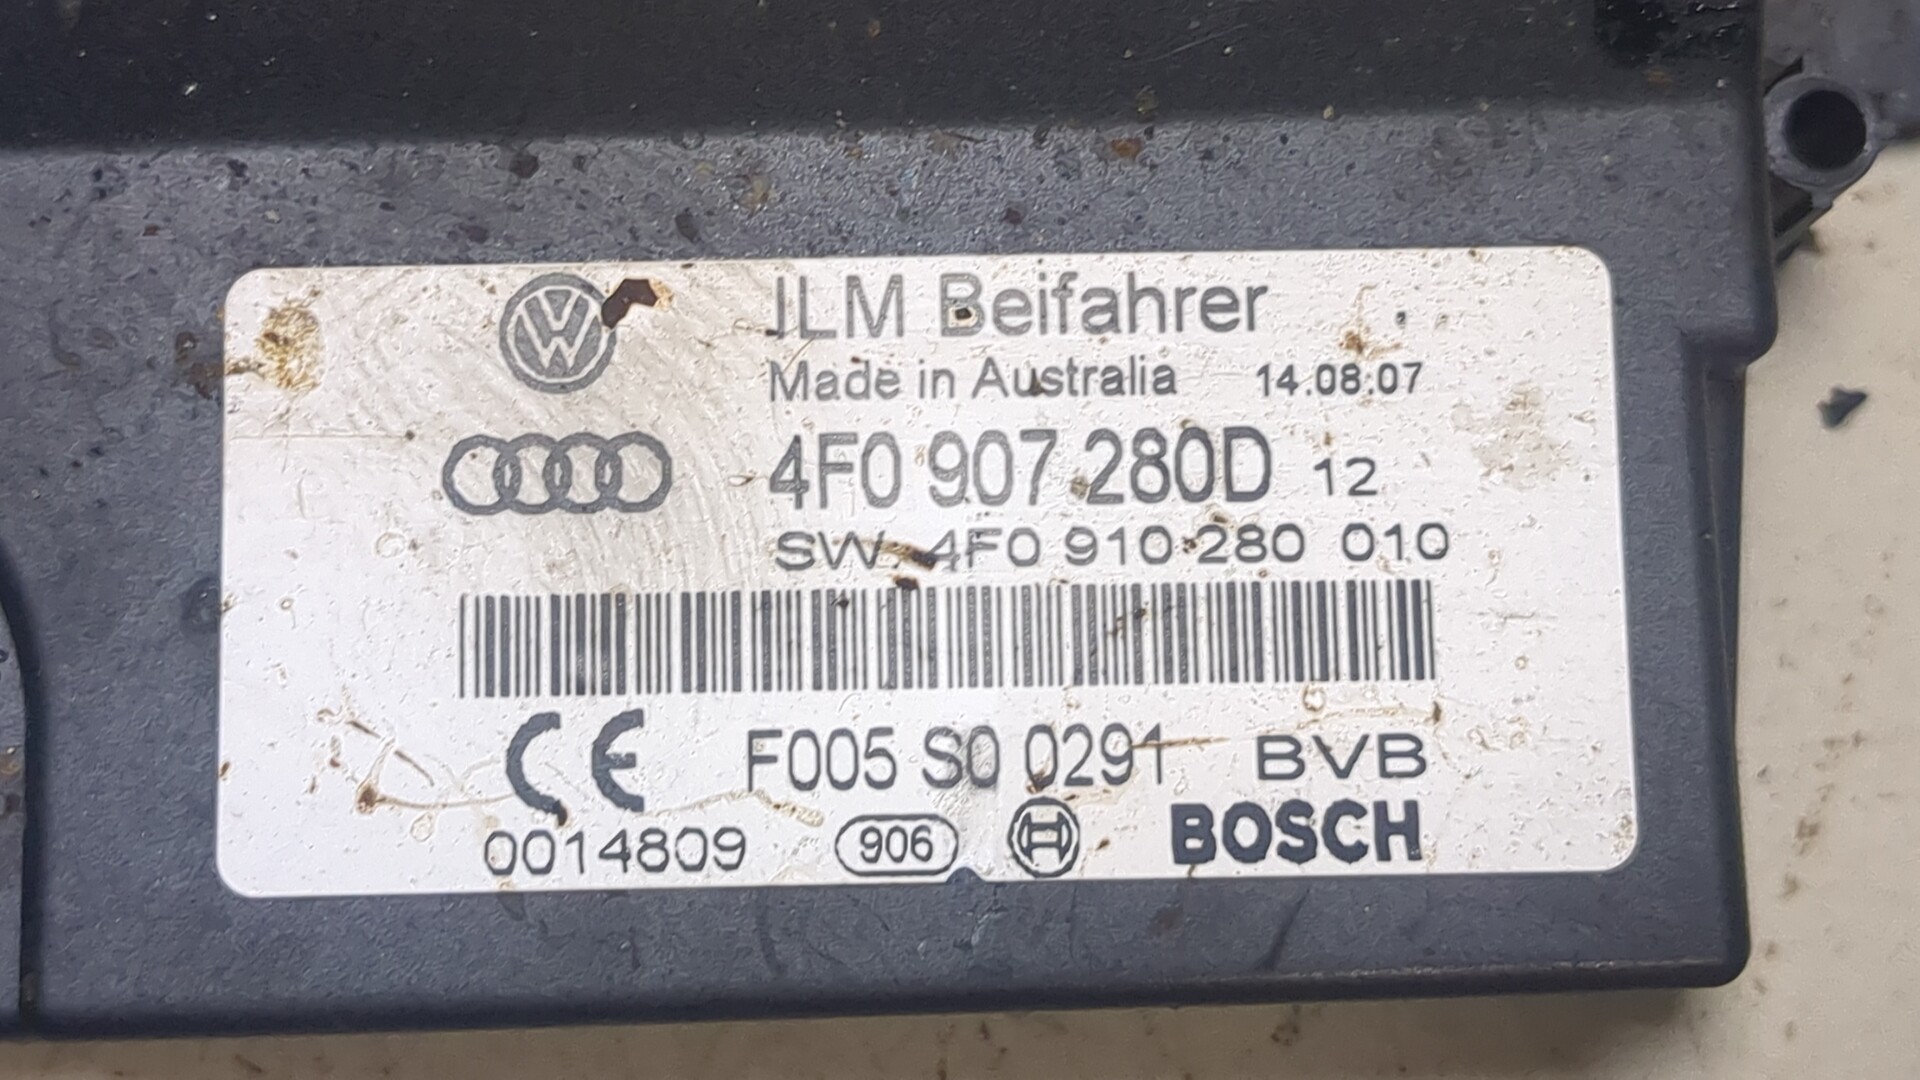 ILM Beifahrer
Made in Australia 14.08.07
4F0 907 280D 12
SW: 4F0 910 280 010
CE F005 S0 0291 BVB
0014809 906 BOSCH